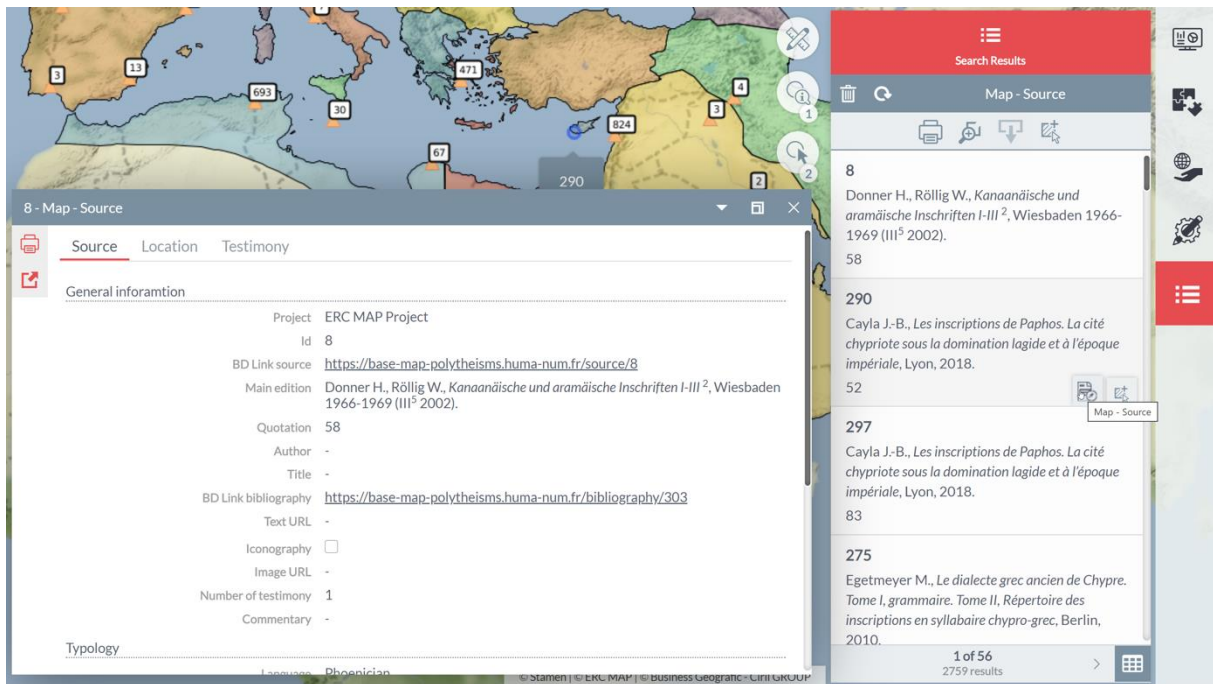 7
3
13
693
30
471
4
3
824
67
290
2
1
2
8 - Map - Source
Source Location Testimony
General inforamtion
Project ERC MAP Project
Id 8
BD Link source https://base-map-polytheisms.huma-num.fr/source/8
Main edition Donner H., Röllig W., Kanaanäische und aramäische Inschriften I-III ², Wiesbaden
1966-1969 (III⁵ 2002).
Quotation 58
Author -
Title -
BD Link bibliography https://base-map-polytheisms.huma-num.fr/bibliography/303
Text URL -
Iconography
Image URL -
Number of testimony 1
Commentary -
Typology
Language Phoenician
© Stamen | © ERC MAP | © Business Geografic - Ciril GROUP
Search Results
Map - Source
8
Donner H., Röllig W., Kanaanäische und
aramäische Inschriften I-III ², Wiesbaden 1966-
1969 (III⁵ 2002).
58
290
Cayla J.-B., Les inscriptions de Paphos. La cité
chypriote sous la domination lagide et à l'époque
impériale, Lyon, 2018.
52
Map - Source
297
Cayla J.-B., Les inscriptions de Paphos. La cité
chypriote sous la domination lagide et à l'époque
impériale, Lyon, 2018.
83
275
Egetmeyer M., Le dialecte grec ancien de Chypre.
Tome I, grammaire. Tome II, Répertoire des
inscriptions en syllabaire chypro-grec, Berlin,
2010.
1 of 56
2759 results